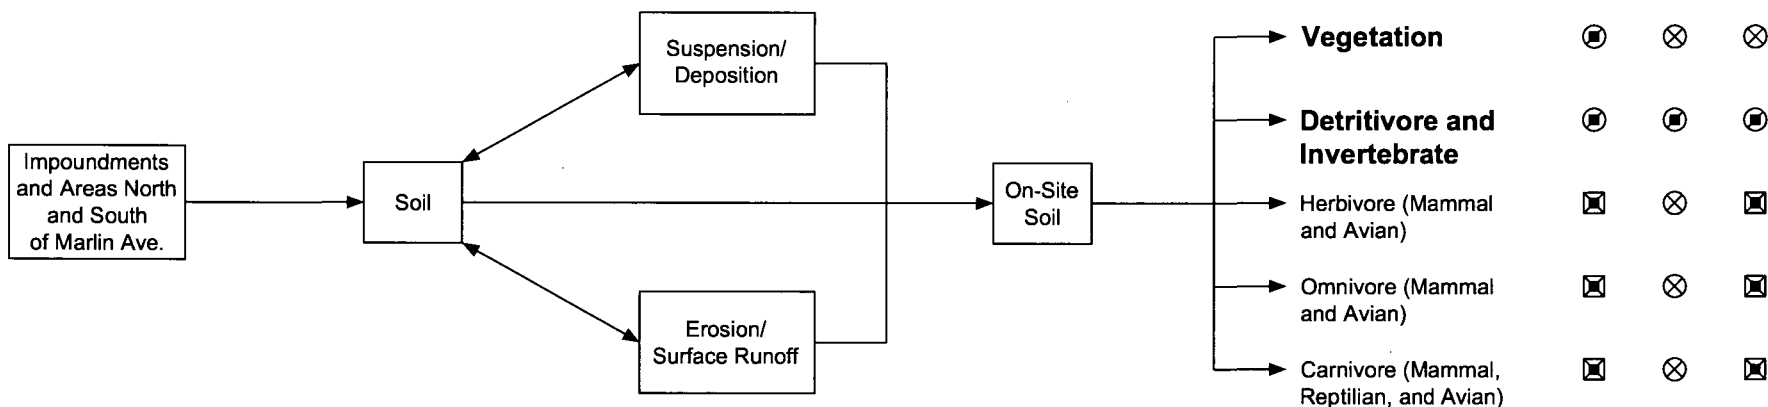 Impoundments
and Areas North
and South
of Marlin Ave.
Soil
Suspension/
Deposition
Erosion/
Surface Runoff
On-Site
Soil
Vegetation
Detritivore and
Invertebrate
Herbivore (Mammal
and Avian)
Omnivore (Mammal
and Avian)
Carnivore (Mammal,
Reptilian, and Avian)